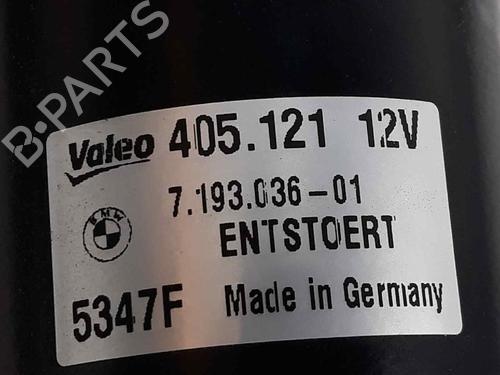 B-PARTS
Valeo 405.121 12V
7.193.036-01
BMW
ENTSTOERT
5347F Made in Germany